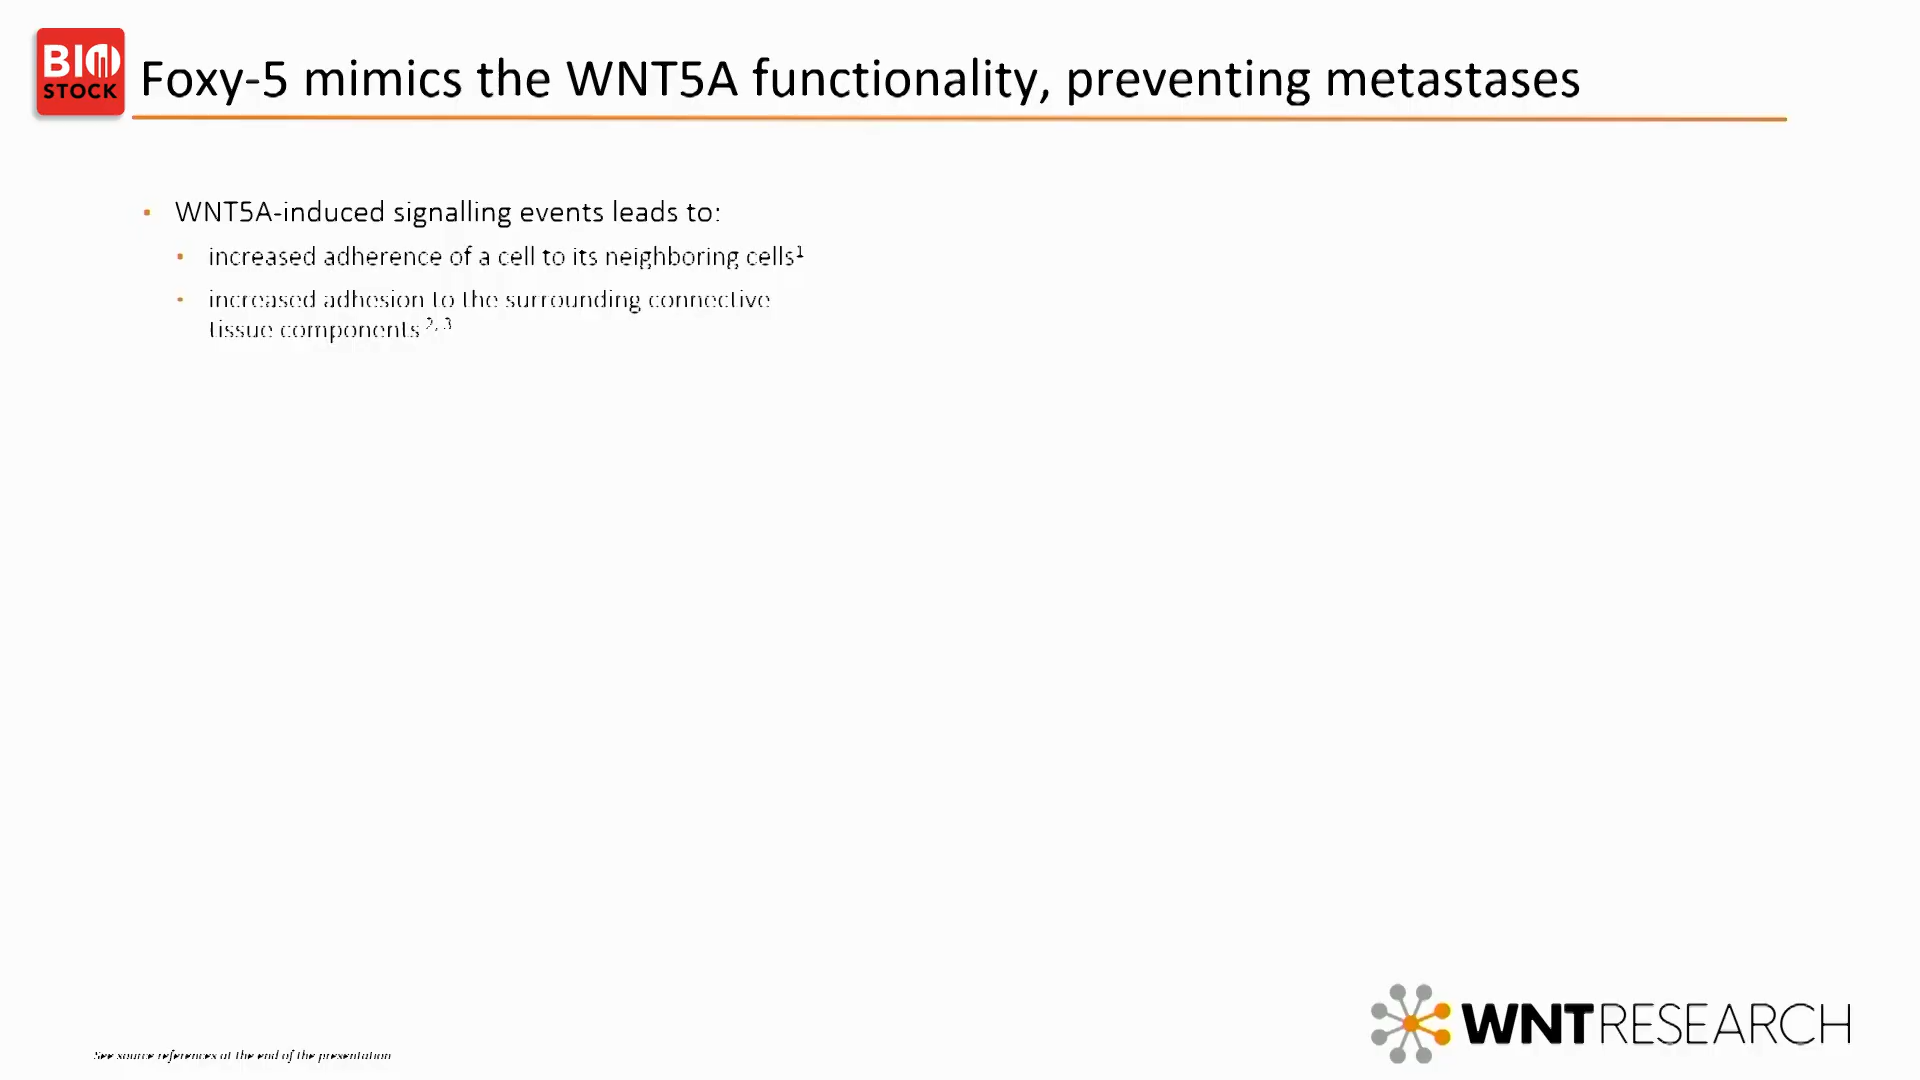 BIO
STOCK
Foxy-5 mimics the WNT5A functionality, preventing metastases
• WNT5A-induced signalling events leads to:
• increased adherence of a cell to its neighboring cells¹
• increased adhesion to the surrounding connective
tissue components ²,³
WNTRESEARCH
See source references at the end of the presentation